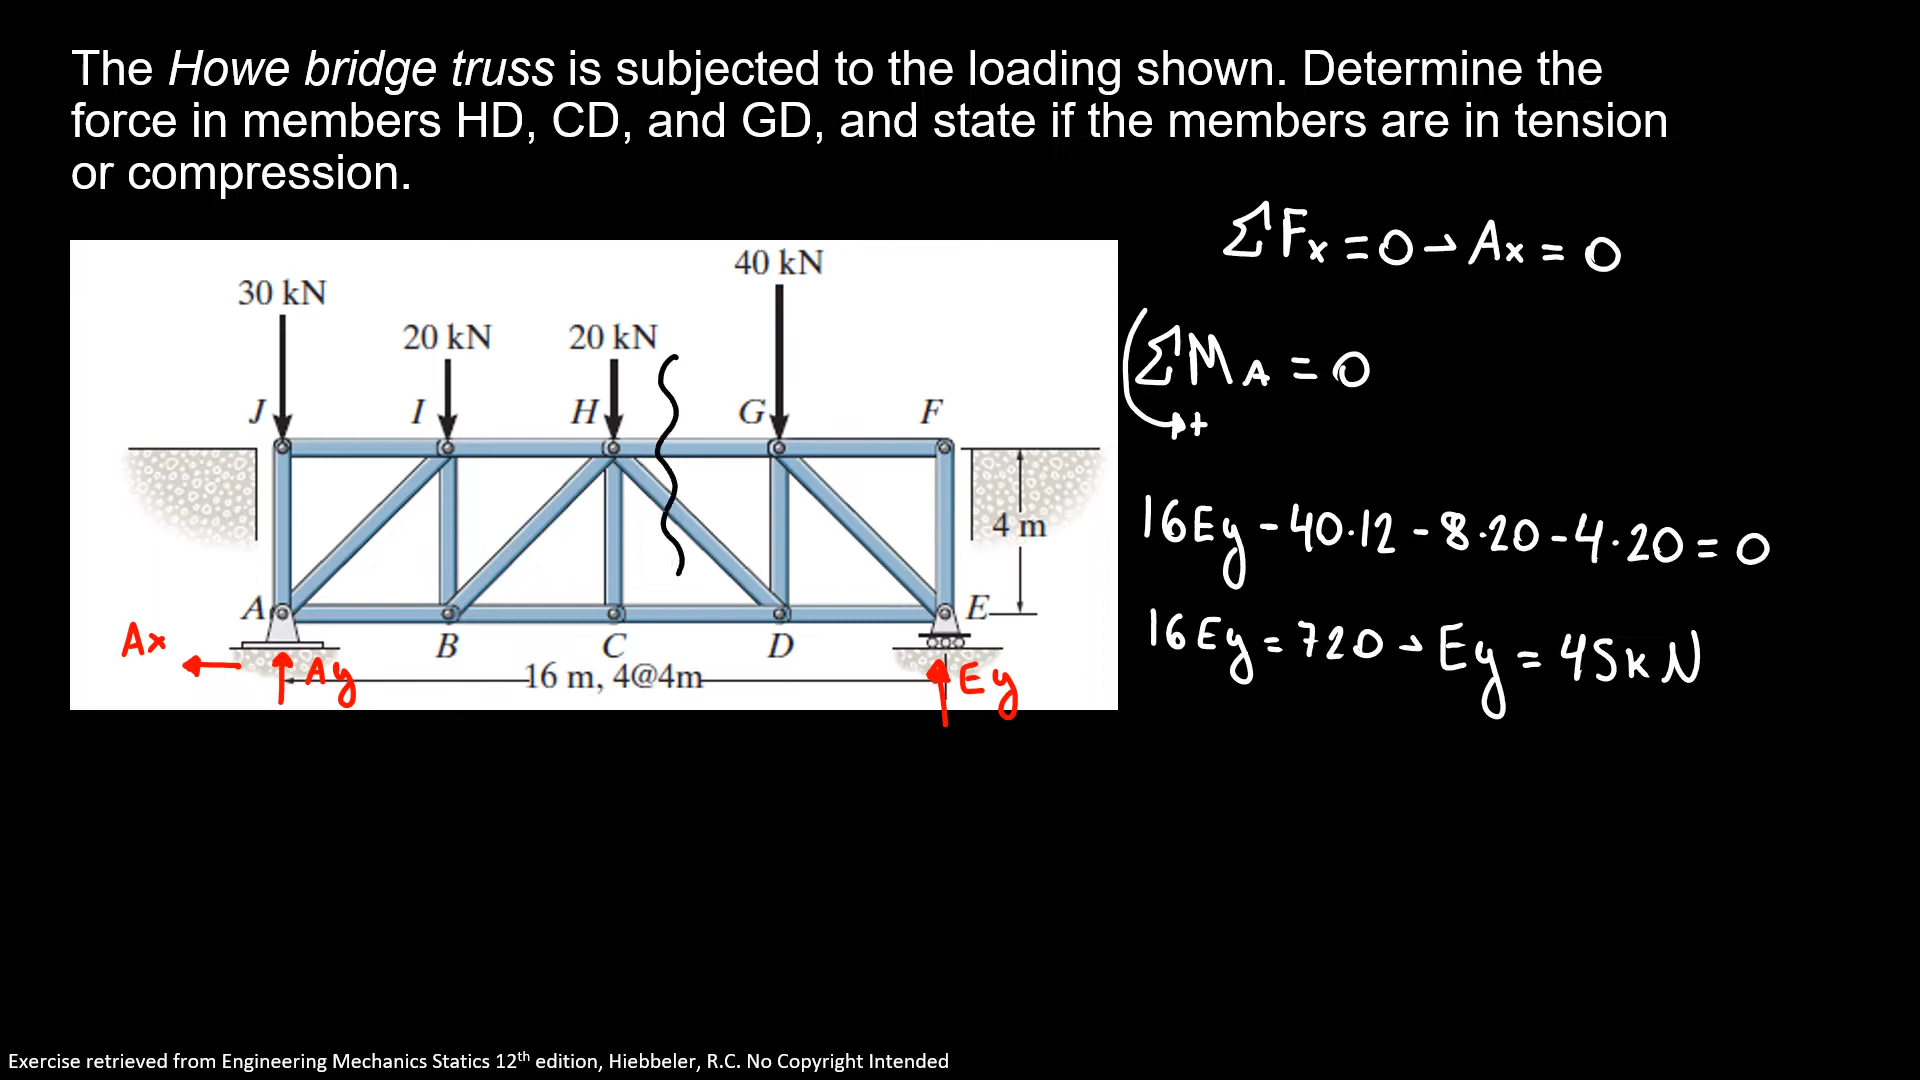 The Howe bridge truss is subjected to the loading shown. Determine the
force in members HD, CD, and GD, and state if the members are in tension
or compression.
ΣFx = 0 → Ax = 0
ΣMA = 0
+
16Ey - 40·12 - 8·20 - 4·20 = 0
16Ey = 720 → Ey = 45kN
40 kN
30 kN
20 kN 20 kN
J I H G F
4 m
A E
B C D
16 m, 4@4m
Ax
Ay
Ey
Exercise retrieved from Engineering Mechanics Statics 12th edition, Hiebbeler, R.C. No Copyright Intended